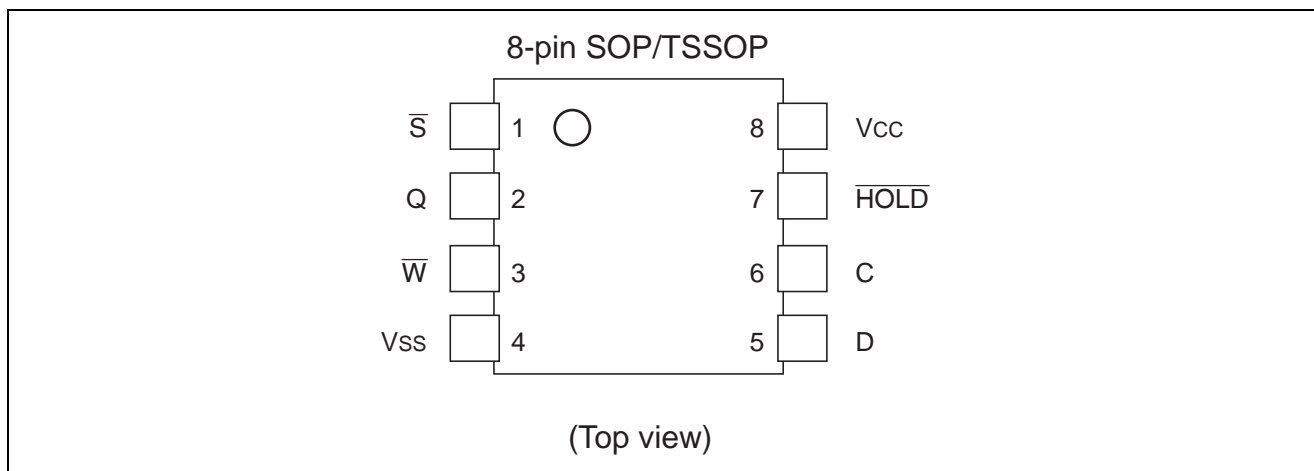 8-pin SOP/TSSOP
S̅ 1 8 VCC
Q 2 7 H̅O̅L̅D̅
W̅ 3 6 C
VSS 4 5 D
(Top view)